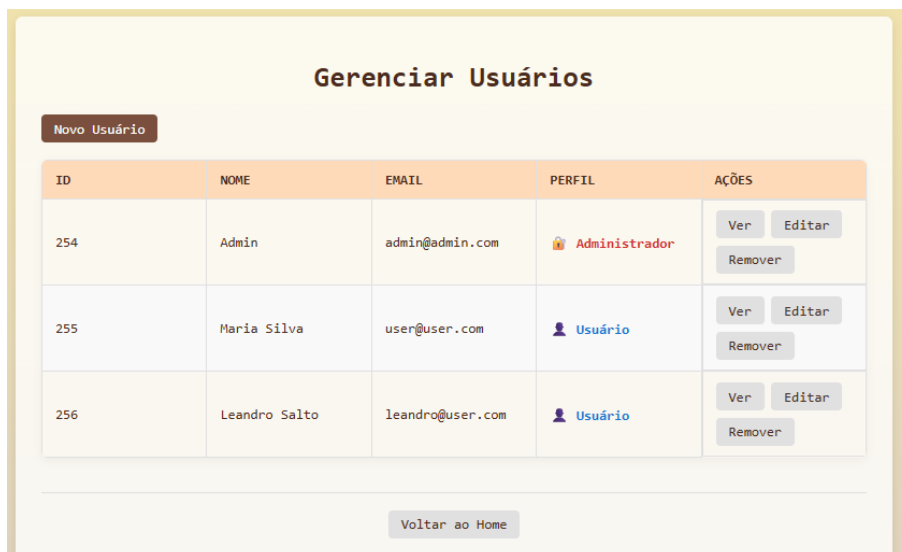 Gerenciar Usuários
Novo Usuário
ID NOME EMAIL PERFIL AÇÕES
254 Admin admin@admin.com Administrador Ver Editar
Remover
255 Maria Silva user@user.com Usuário Ver Editar
Remover
256 Leandro Salto leandro@user.com Usuário Ver Editar
Remover
Voltar ao Home